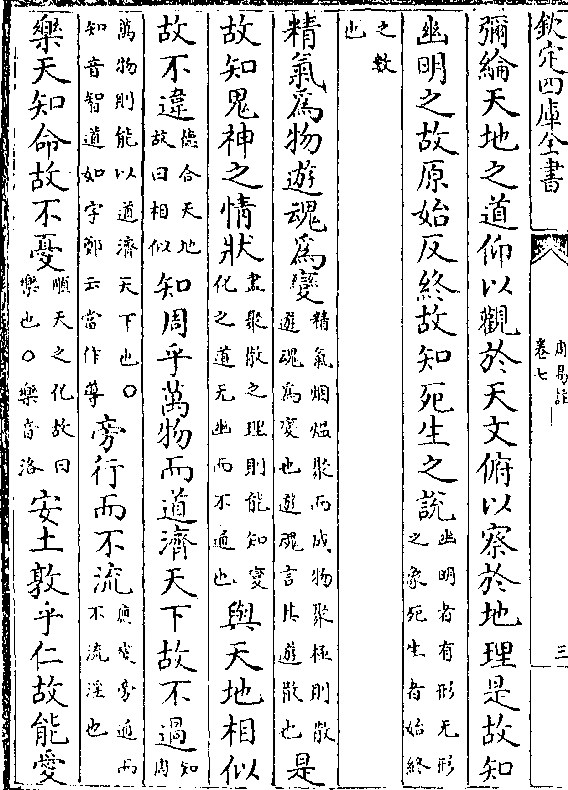 欽定四庫全書
周易註
卷七
三
彌綸天地之道仰以觀於天文俯以察於地理是故知
幽明之故原始反終故知死生之說幽明者有形无形之象死生者始終
之數也
精氣爲物遊魂爲變精氣烟熅聚而成物聚極則散遊魂爲變也遊魂言其遊散也是
故知鬼神之情狀盡聚散之理則能知變化之道无幽而不通也與天地相似
故不違德合天地故曰相似知周乎萬物而道濟天下故不過知周
萬物則能以道濟天下也○知音智道如字鄭云當作導旁行而不流應變旁通而不流淫也
樂天知命故不憂順天之化故曰樂也○樂音洛安土敦乎仁故能愛